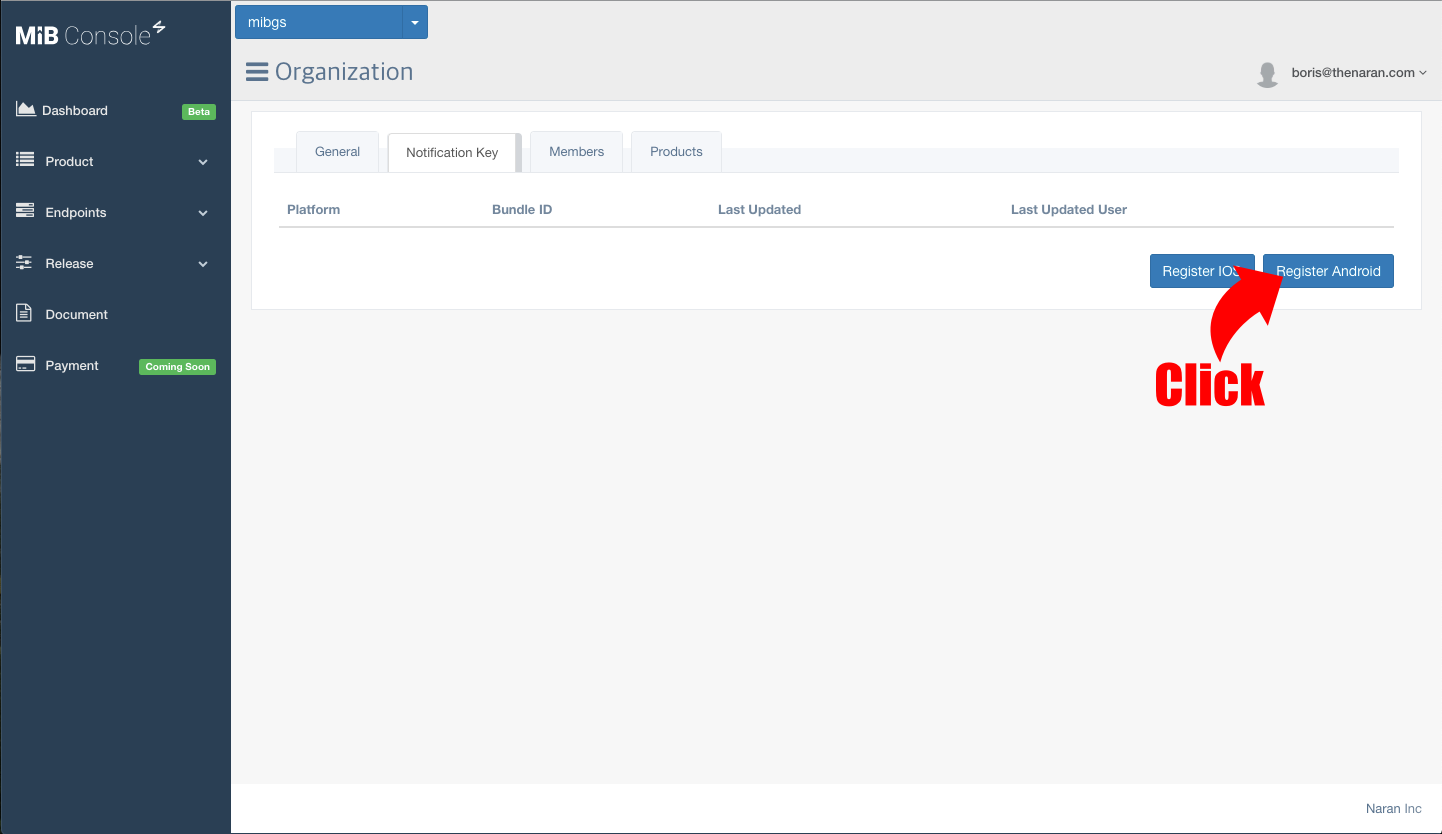 MiB Console
mibgs
Organization
boris@thenaran.com
Dashboard Beta
Product
Endpoints
Release
Document
Payment Coming Soon
General Notification Key Members Products
Platform Bundle ID Last Updated Last Updated User
Register IOS Register Android
Click
Naran Inc